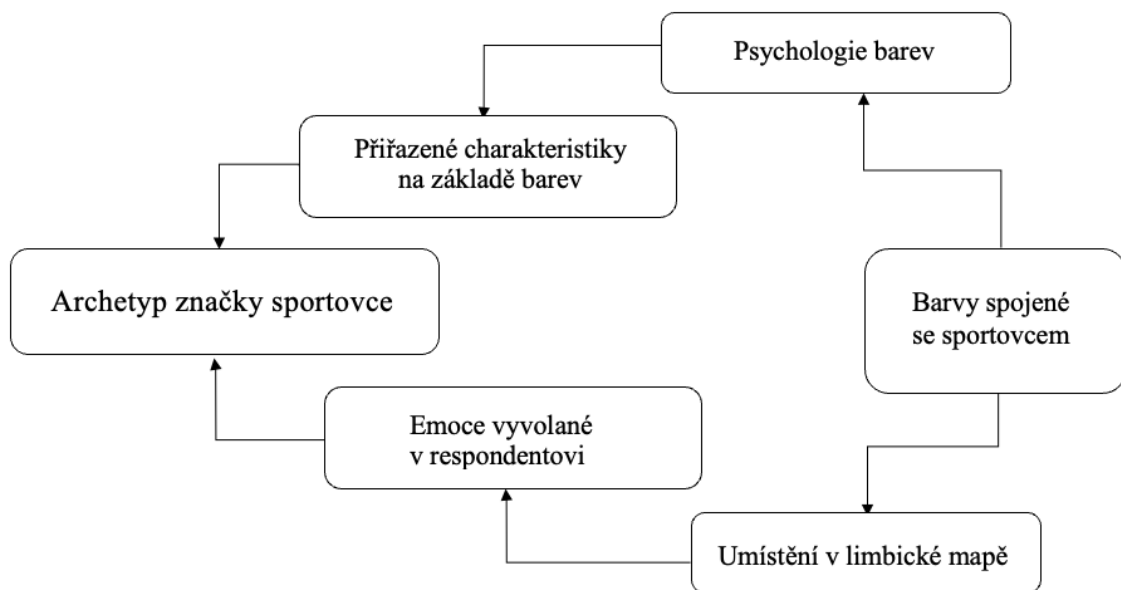 Psychologie barev
Přiřazené charakteristiky
na základě barev
Archetyp značky sportovce
Barvy spojené
se sportovcem
Emoce vyvolané
v respondentovi
Umístění v limbické mapě